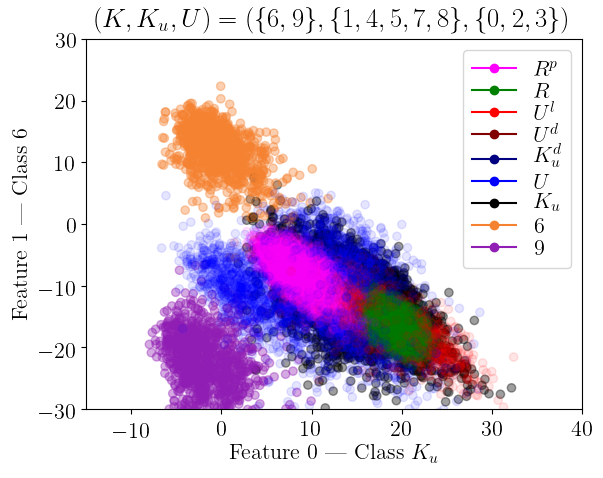 (K, K_u, U) = ({6, 9}, {1, 4, 5, 7, 8}, {0, 2, 3})
30
20
10
0
−10
−20
−30
Feature 1 — Class 6
R^p
R
U^l
U^d
K_u^d
U
K_u
6
9
−10
0
10
20
30
40
Feature 0 — Class K_u